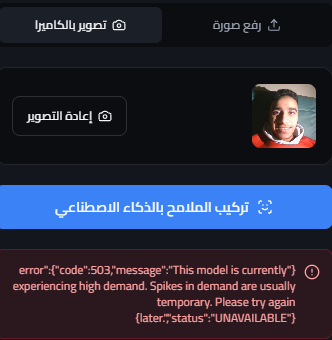 رفع صورة
تصوير بالكاميرا
إعادة التصوير
تركيب الملامح بالذكاء الاصطناعي
error":{"code":503,"message":"This model is currently"}
experiencing high demand. Spikes in demand are usually
temporary. Please try again
{later.","status":"UNAVAILABLE"}